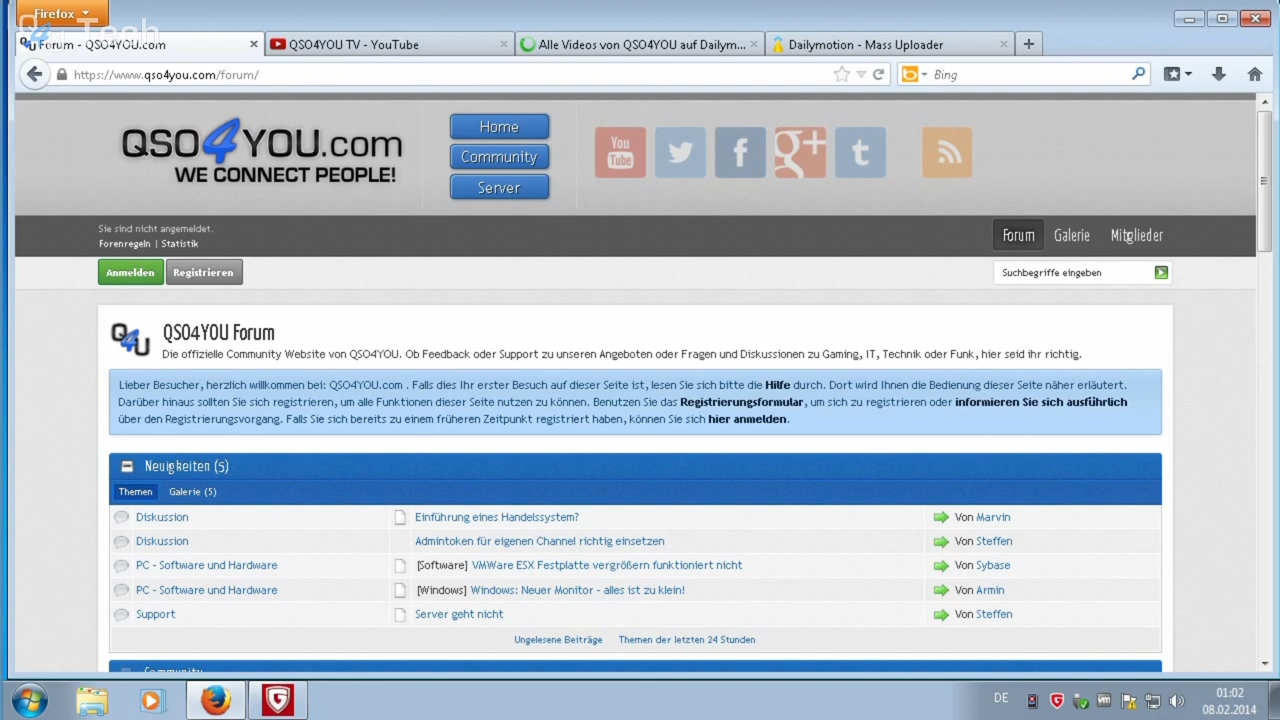 Firefox
Q4U Tech
Forum - QSO4YOU.com
QSO4YOU TV - YouTube
Alle Videos von QSO4YOU auf Dailym...
Dailymotion - Mass Uploader
https://www.qso4you.com/forum/
Bing
QSO4YOU.com
WE CONNECT PEOPLE!
Home
Community
Server
You Tube
f
g+
t
Sie sind nicht angemeldet.
Forenregeln | Statistik
Forum
Galerie
Mitglieder
Anmelden
Registrieren
Suchbegriffe eingeben
Q4U
QSO4YOU Forum
Die offizielle Community Website von QSO4YOU. Ob Feedback oder Support zu unseren Angeboten oder Fragen und Diskussionen zu Gaming, IT, Technik oder Funk, hier seid ihr richtig.
Lieber Besucher, herzlich willkommen bei: QSO4YOU.com . Falls dies Ihr erster Besuch auf dieser Seite ist, lesen Sie sich bitte die Hilfe durch. Dort wird Ihnen die Bedienung dieser Seite näher erläutert.
Darüber hinaus sollten Sie sich registrieren, um alle Funktionen dieser Seite nutzen zu können. Benutzen Sie das Registrierungsformular, um sich zu registrieren oder informieren Sie sich ausführlich
über den Registrierungsvorgang. Falls Sie sich bereits zu einem früheren Zeitpunkt registriert haben, können Sie sich hier anmelden.
Neuigkeiten (5)
Themen
Galerie (5)
Diskussion Einführung eines Handelssystem? Von Marvin
Diskussion Admintoken für eigenen Channel richtig einsetzen Von Steffen
PC - Software und Hardware [Software] VMWare ESX Festplatte vergrößern funktioniert nicht Von Sybase
PC - Software und Hardware [Windows] Windows: Neuer Monitor - alles ist zu klein! Von Armin
Support Server geht nicht Von Steffen
Ungelesene Beiträge Themen der letzten 24 Stunden
Community
DE
01:02
08.02.2014